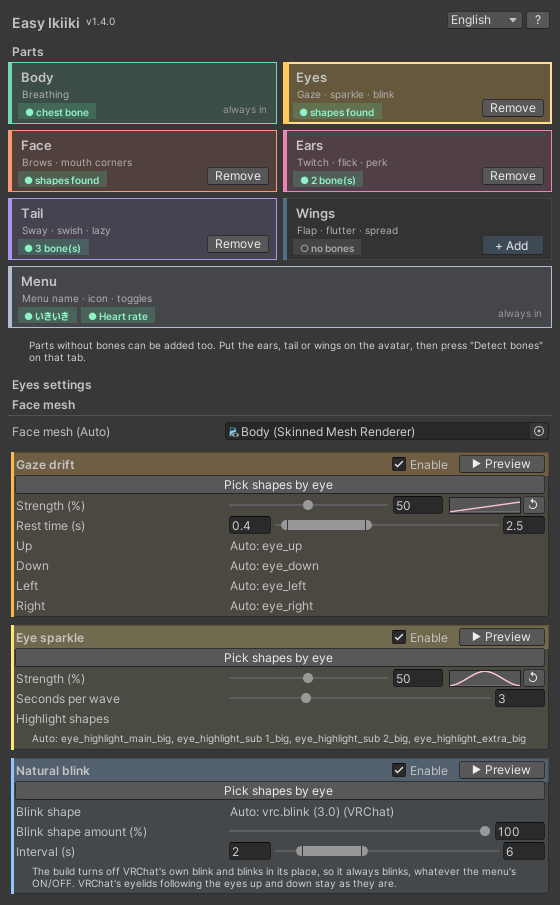 Easy Ikiiki v1.4.0
English
?
Parts
Body
Breathing
chest bone
always in
Eyes
Gaze · sparkle · blink
shapes found
Remove
Face
Brows · mouth corners
shapes found
Remove
Ears
Twitch · flick · perk
2 bone(s)
Remove
Tail
Sway · swish · lazy
3 bone(s)
Remove
Wings
Flap · flutter · spread
no bones
+ Add
Menu
Menu name · icon · toggles
いきいき
Heart rate
always in
Parts without bones can be added too. Put the ears, tail or wings on the avatar, then press "Detect bones"
on that tab.
Eyes settings
Face mesh
Face mesh (Auto)
Body (Skinned Mesh Renderer)
Gaze drift
Enable
Preview
Pick shapes by eye
Strength (%)
50
Rest time (s)
0.4
2.5
Up
Auto: eye_up
Down
Auto: eye_down
Left
Auto: eye_left
Right
Auto: eye_right
Eye sparkle
Enable
Preview
Pick shapes by eye
Strength (%)
50
Seconds per wave
3
Highlight shapes
Auto: eye_highlight_main_big, eye_highlight_sub 1_big, eye_highlight_sub 2_big, eye_highlight_extra_big
Natural blink
Enable
Preview
Pick shapes by eye
Blink shape
Auto: vrc.blink (3.0) (VRChat)
Blink shape amount (%)
100
Interval (s)
2
6
The build turns off VRChat's own blink and blinks in its place, so it always blinks, whatever the menu's
ON/OFF. VRChat's eyelids following the eyes up and down stay as they are.